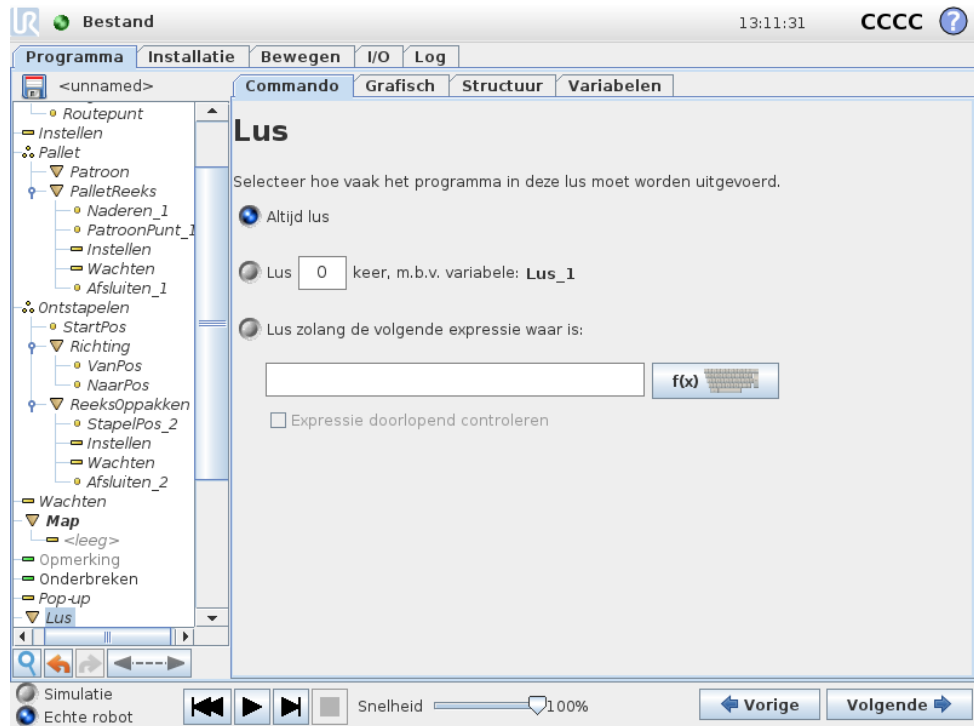 UR Bestand 13:11:31 CCCC ?
Programma Installatie Bewegen I/O Log
<unnamed>
Commando Grafisch Structuur Variabelen
Routepunt
Instellen
Pallet
Patroon
PalletReeks
Naderen_1
PatroonPunt_1
Instellen
Wachten
Afsluiten_1
Ontstapelen
StartPos
Richting
VanPos
NaarPos
ReeksOppakken
StapelPos_2
Instellen
Wachten
Afsluiten_2
Wachten
Map
<leeg>
Opmerking
Onderbreken
Pop-up
Lus
Lus
Selecteer hoe vaak het programma in deze lus moet worden uitgevoerd.
Altijd lus
Lus 0 keer, m.b.v. variabele: Lus_1
Lus zolang de volgende expressie waar is:
f(x)
Expressie doorlopend controleren
Simulatie
Echte robot
Snelheid 100%
Vorige Volgende